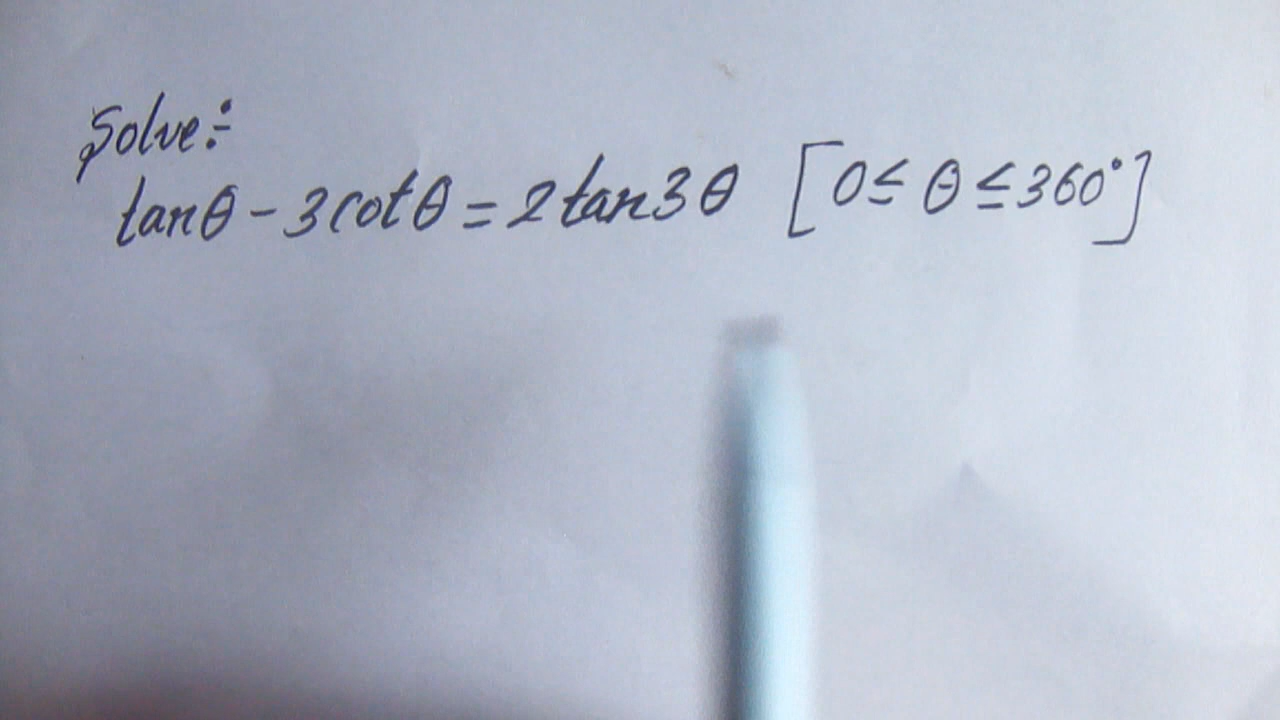 Solve:-
tanθ - 3cotθ = 2tan3θ [0 ≤ θ ≤ 360°]